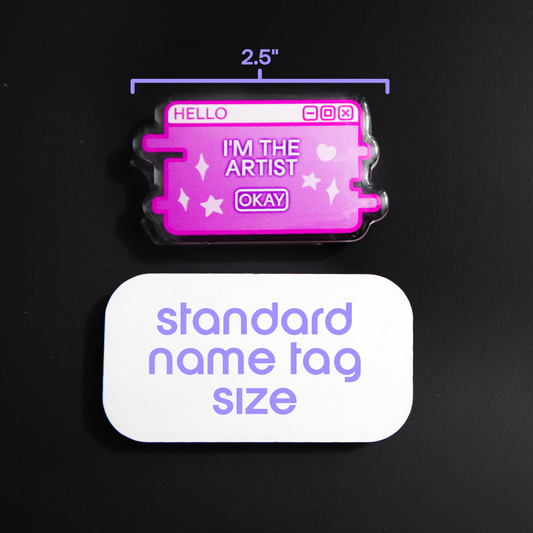 2.5"
HELLO
I'M THE
ARTIST
OKAY
standard
name tag
size